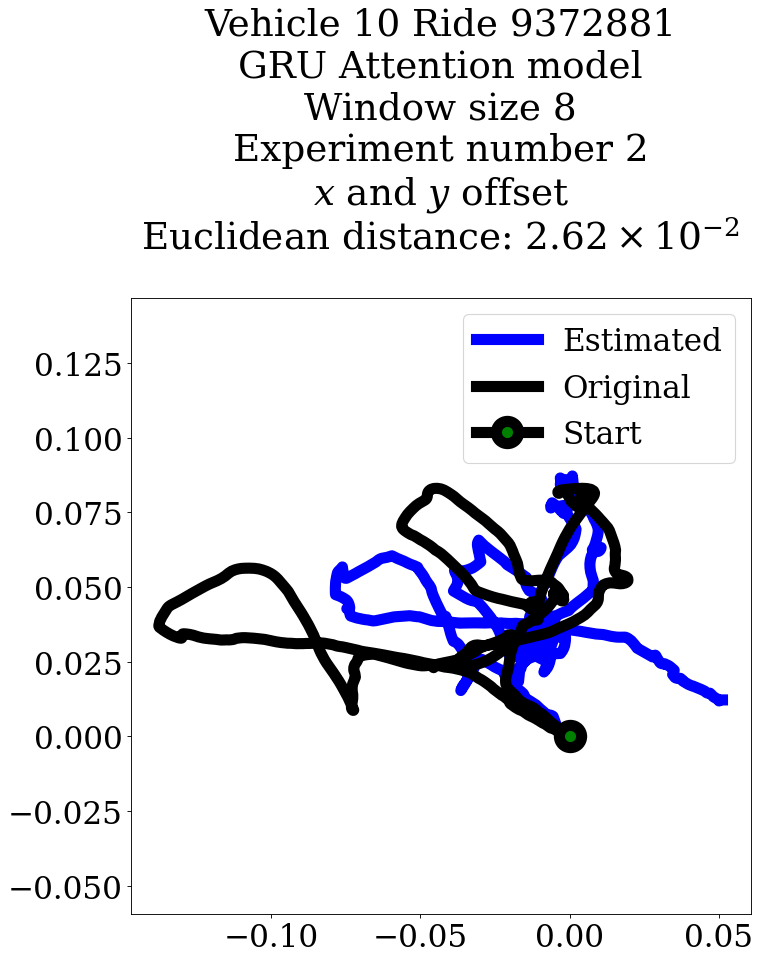 Vehicle 10 Ride 9372881
GRU Attention model
Window size 8
Experiment number 2
x and y offset
Euclidean distance: 2.62 × 10⁻²
Estimated
Original
Start
0.125
0.100
0.075
0.050
0.025
0.000
−0.025
−0.050
−0.10
−0.05
0.00
0.05